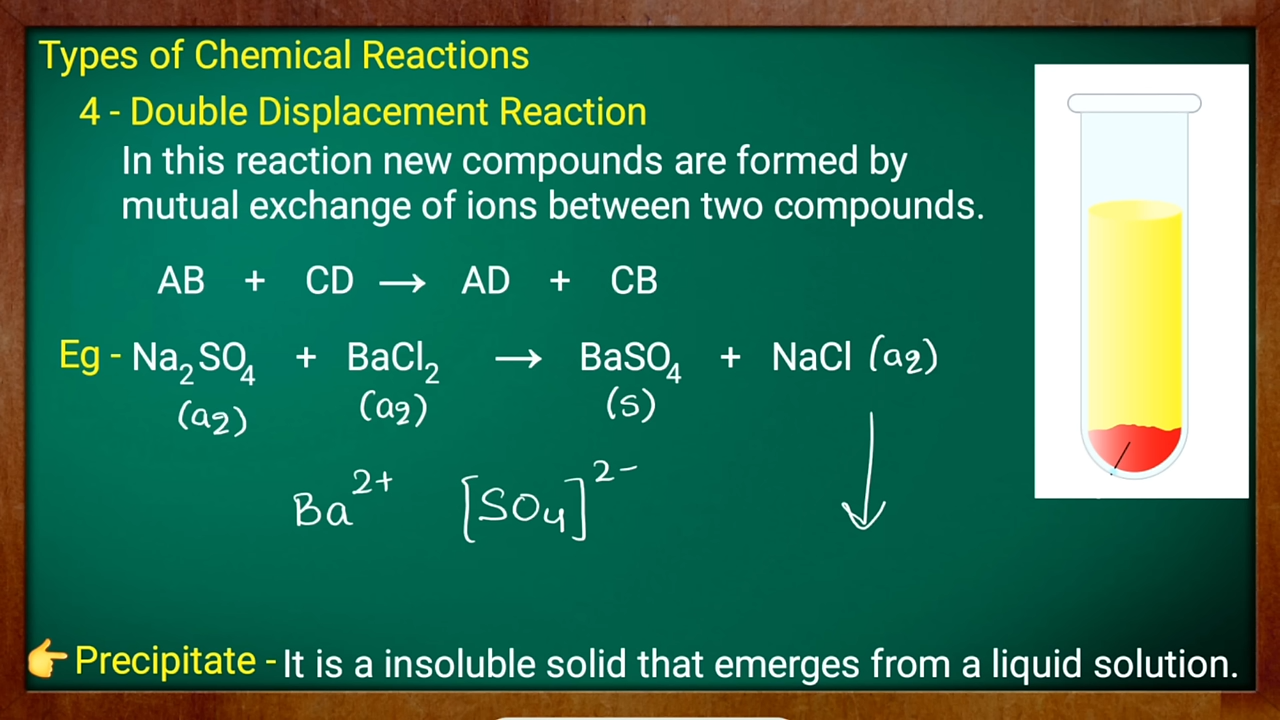 Types of Chemical Reactions
4 - Double Displacement Reaction
In this reaction new compounds are formed by
mutual exchange of ions between two compounds.
AB + CD → AD + CB
Eg - Na₂SO₄ + BaCl₂ → BaSO₄ + NaCl (aq)
(aq) (aq) (s)
Ba²⁺ [SO₄]²⁻
👉 Precipitate - It is a insoluble solid that emerges from a liquid solution.